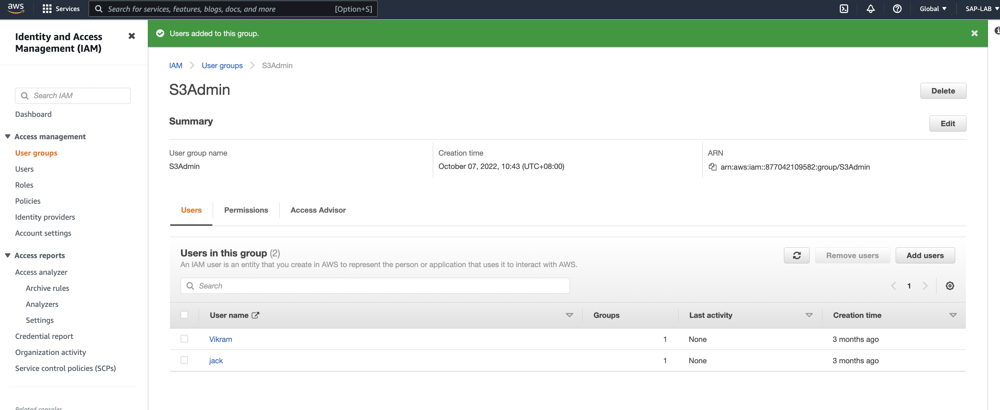 aws
Services
Search for services, features, blogs, docs, and more [Option+S]
Global
SAP-LAB
Identity and Access
Management (IAM)
Search IAM
Dashboard
Access management
User groups
Users
Roles
Policies
Identity providers
Account settings
Access reports
Access analyzer
Archive rules
Analyzers
Settings
Credential report
Organization activity
Service control policies (SCPs)
Related consoles
Users added to this group.
IAM User groups S3Admin
S3Admin
Delete
Summary
Edit
User group name
S3Admin
Creation time
October 07, 2022, 10:43 (UTC+08:00)
ARN
arn:aws:iam::877042109582:group/S3Admin
Users Permissions Access Advisor
Users in this group (2)
An IAM user is an entity that you create in AWS to represent the person or application that uses it to interact with AWS.
Remove users Add users
Search
1
User name Groups Last activity Creation time
Vikram 1 None 3 months ago
jack 1 None 3 months ago